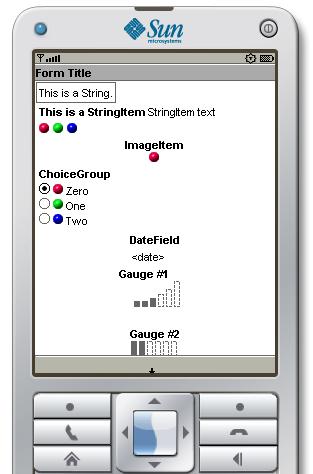 Sun
microsystems
Form Title
This is a String.
This is a StringItem StringItem text
ImageItem
ChoiceGroup
Zero
One
Two
DateField
<date>
Gauge #1
Gauge #2